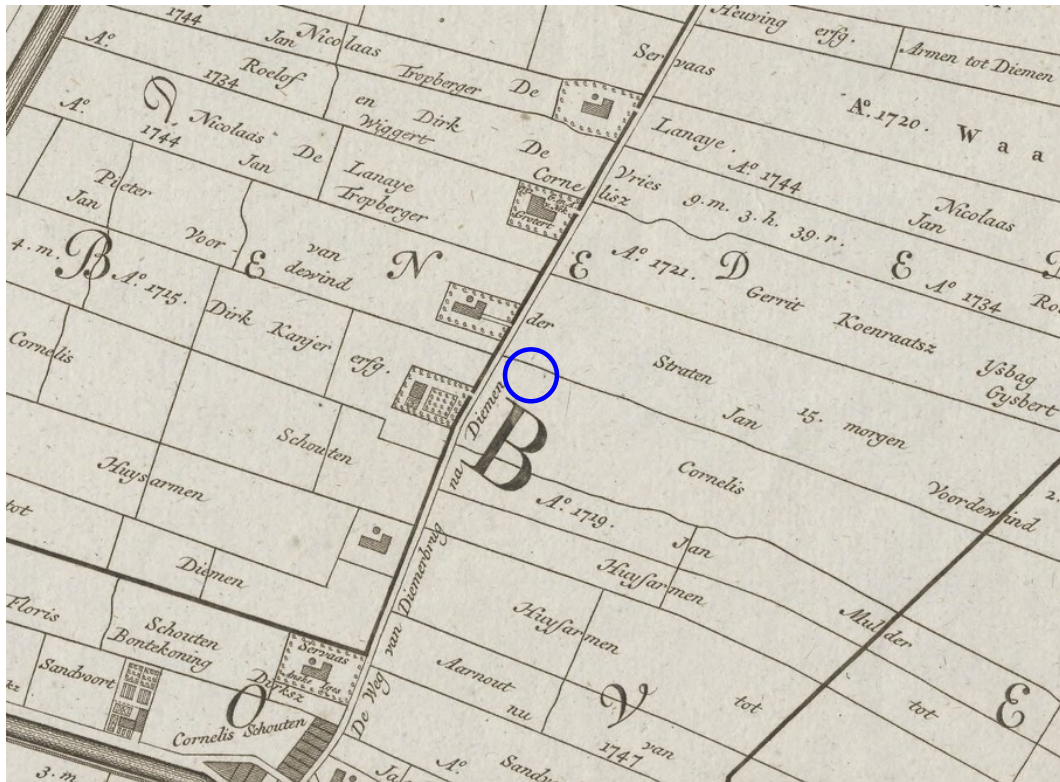 1744
Jan Nicolaas
Tropberger De
Servaas
Heuving erfg.
Armen tot Diemen
Aº.
1734
Roelof
en
Wiggert
Dirk
De
Aº. 1720.
Waa
Aº.
1744
D
Nicolaas De
Jan
Lanaye
Tropberger
Corne
lisz
Lanaye.
Aº. 1744
Nicolaas
Jan
Vries 9. m. 3. h. 39. r.
Grotert
Pieter
Jan
Voor
van
dewind
4. m.
B
E
N
E
D
E
Aº. 1715.
Aº. 1721.
Gerrit
Koenraatsz
Ysbag
Aº 1734
Gysbert
Cornelis
Dirk Kanjer erfg.
der
Straten
Jan
15. morgen
Cornelis
Voordewind
Schouten
Huysarmen
tot
Diemen
De Weg van Diemerbrug na Diemen
B
Aº. 1719.
Jan
Mulder
Huysarmen
tot
Huysarmen
tot
Floris
Schouten
Bontekoning
Servaas
Dirksz
Aarnout
nu
V
E
van
1747
Sandvoort
O
Cornelis Schouten
Aº.
3. m.